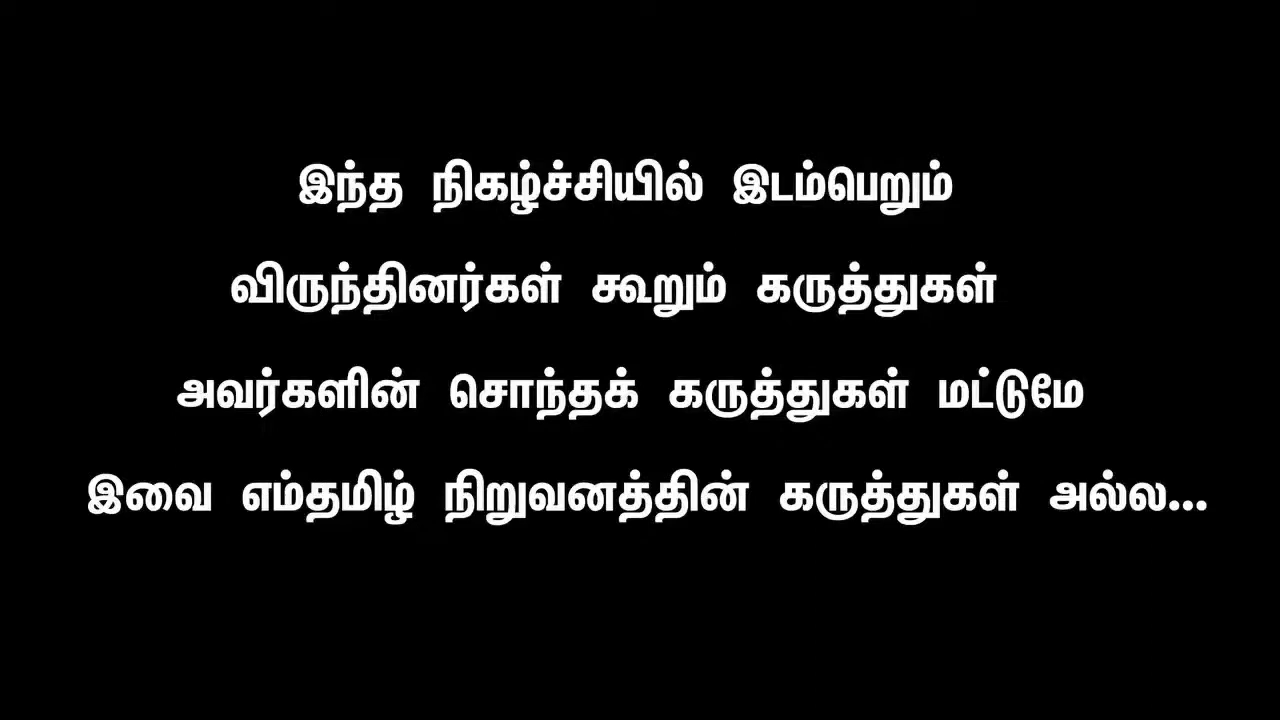 இந்த நிகழ்ச்சியில் இடம்பெறும்
விருந்தினர்கள் கூறும் கருத்துகள்
அவர்களின் சொந்தக் கருத்துகள் மட்டுமே
இவை எம்தமிழ் நிறுவனத்தின் கருத்துகள் அல்ல...